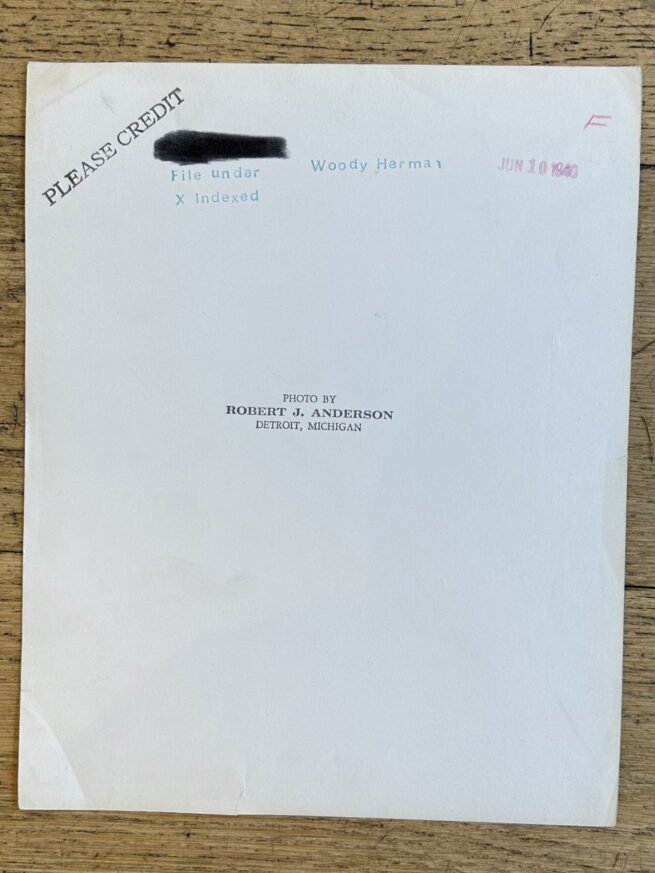 PLEASE CREDIT
File under
X Indexed
Woody Herman
JUN 10 1940
F
PHOTO BY
ROBERT J. ANDERSON
DETROIT, MICHIGAN